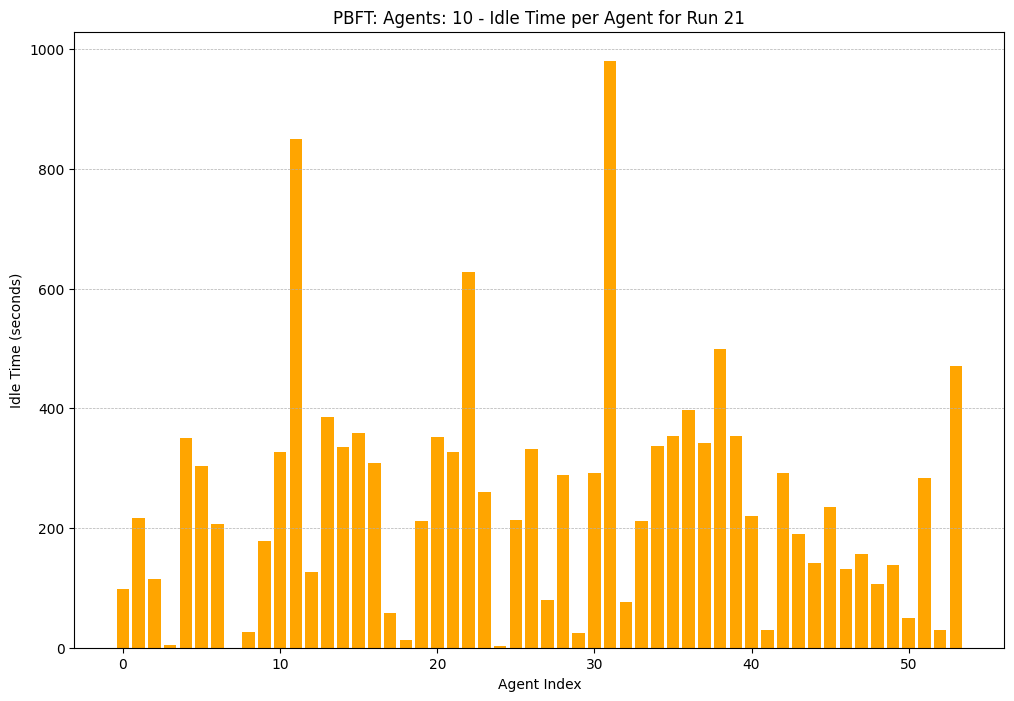 PBFT: Agents: 10 - Idle Time per Agent for Run 21
Idle Time (seconds)
1000
800
600
400
200
0
0 10 20 30 40 50
Agent Index